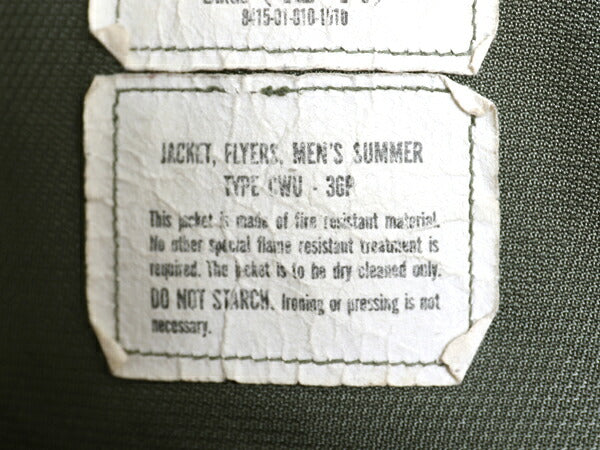 8415-01-010-1910
JACKET, FLYERS, MEN'S SUMMER
TYPE CWU - 36P
This jacket is made of fire resistant material.
No other special flame resistant treatment is
required. The jacket is to be dry cleaned only.
DO NOT STARCH. Ironing or pressing is not
necessary.